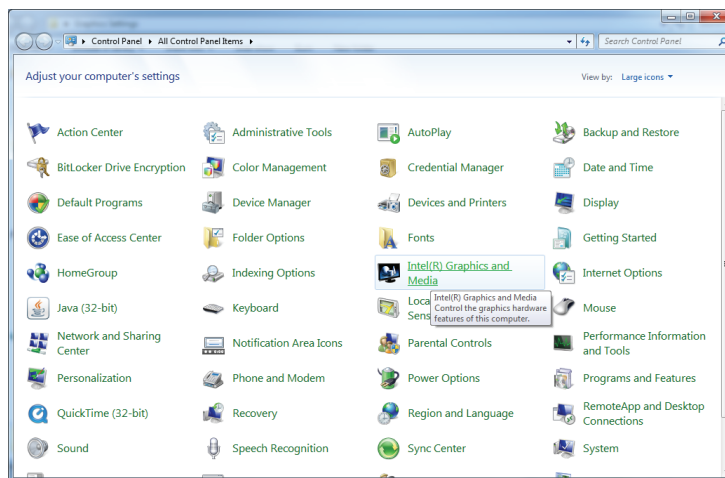 Control Panel ▸ All Control Panel Items ▸
Search Control Panel
Adjust your computer's settings
View by: Large icons
Action Center
Administrative Tools
AutoPlay
Backup and Restore
BitLocker Drive Encryption
Color Management
Credential Manager
Date and Time
Default Programs
Device Manager
Devices and Printers
Display
Ease of Access Center
Folder Options
Fonts
Getting Started
HomeGroup
Indexing Options
Intel(R) Graphics and
Media
Internet Options
Intel(R) Graphics and Media
Control the graphics hardware
features of this computer.
Java (32-bit)
Keyboard
Loca
Sens
Mouse
Network and Sharing
Center
Notification Area Icons
Parental Controls
Performance Information
and Tools
Personalization
Phone and Modem
Power Options
Programs and Features
QuickTime (32-bit)
Recovery
Region and Language
RemoteApp and Desktop
Connections
Sound
Speech Recognition
Sync Center
System